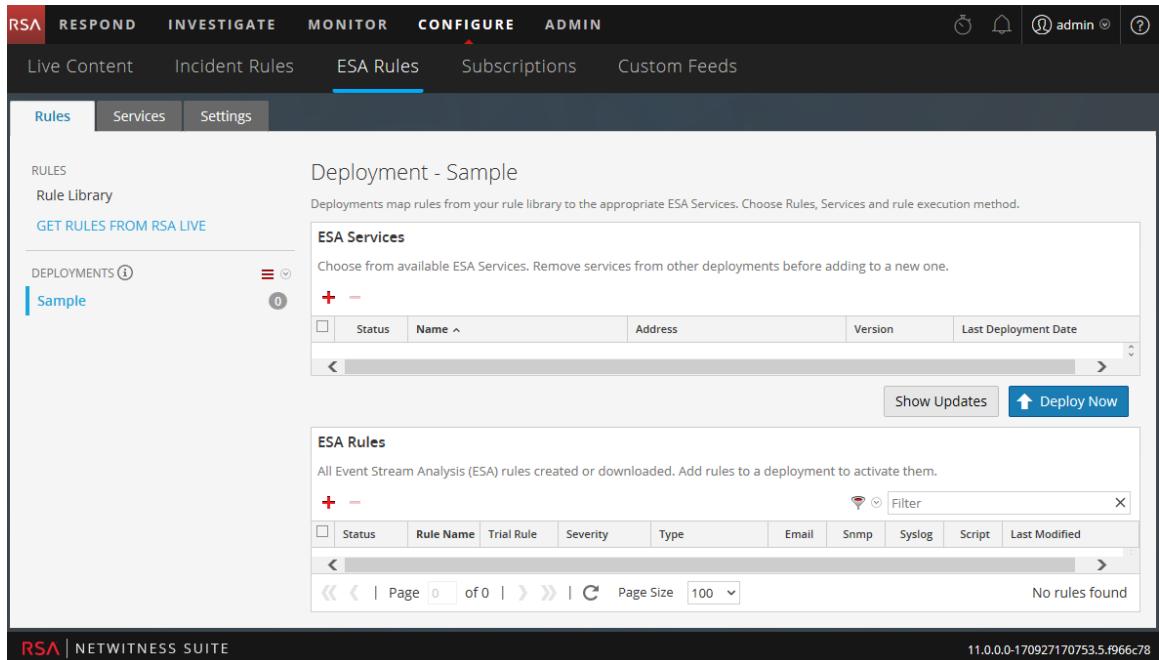 RSA RESPOND INVESTIGATE MONITOR CONFIGURE ADMIN admin
Live Content Incident Rules ESA Rules Subscriptions Custom Feeds
Rules Services Settings
RULES
Rule Library
GET RULES FROM RSA LIVE
DEPLOYMENTS
Sample 0
Deployment - Sample
Deployments map rules from your rule library to the appropriate ESA Services. Choose Rules, Services and rule execution method.
ESA Services
Choose from available ESA Services. Remove services from other deployments before adding to a new one.
Status Name Address Version Last Deployment Date
Show Updates Deploy Now
ESA Rules
All Event Stream Analysis (ESA) rules created or downloaded. Add rules to a deployment to activate them.
Filter
Status Rule Name Trial Rule Severity Type Email Snmp Syslog Script Last Modified
| Page 0 of 0 | | Page Size 100 No rules found
RSA | NETWITNESS SUITE 11.0.0.0-170927170753.5.f966c78